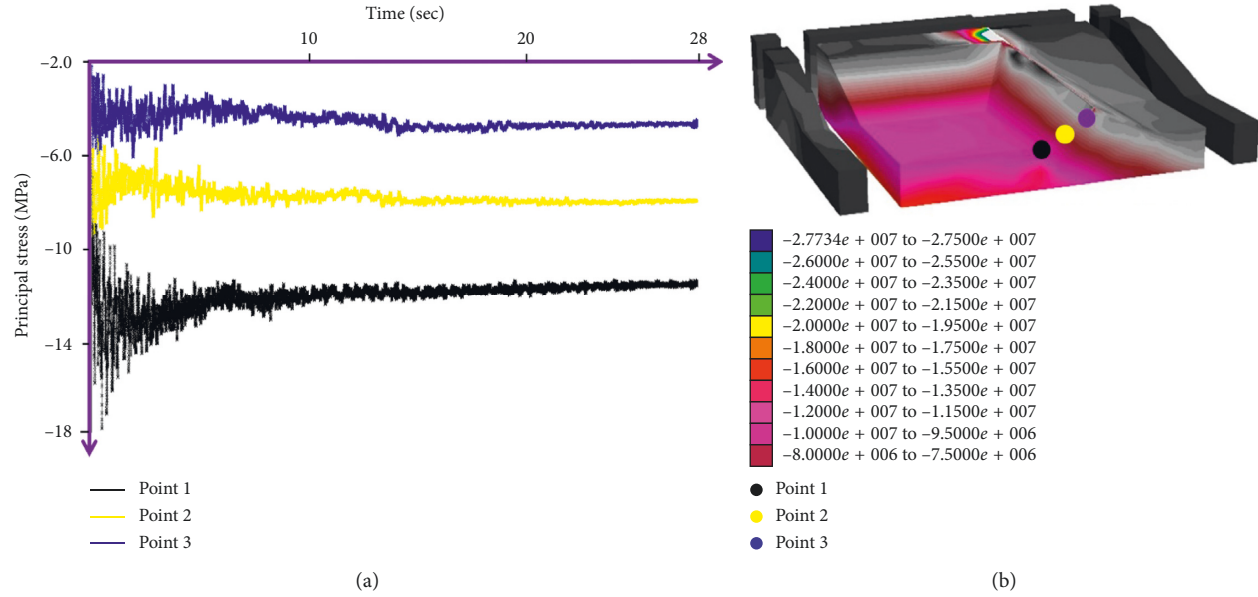 Time (sec)
10
20
28
–2.0
–6.0
–10
–14
–18
Principal stress (MPa)
Point 1
Point 2
Point 3
(a)
–2.7734e + 007 to –2.7500e + 007
–2.6000e + 007 to –2.5500e + 007
–2.4000e + 007 to –2.3500e + 007
–2.2000e + 007 to –2.1500e + 007
–2.0000e + 007 to –1.9500e + 007
–1.8000e + 007 to –1.7500e + 007
–1.6000e + 007 to –1.5500e + 007
–1.4000e + 007 to –1.3500e + 007
–1.2000e + 007 to –1.1500e + 007
–1.0000e + 007 to –9.5000e + 006
–8.0000e + 006 to –7.5000e + 006
Point 1
Point 2
Point 3
(b)